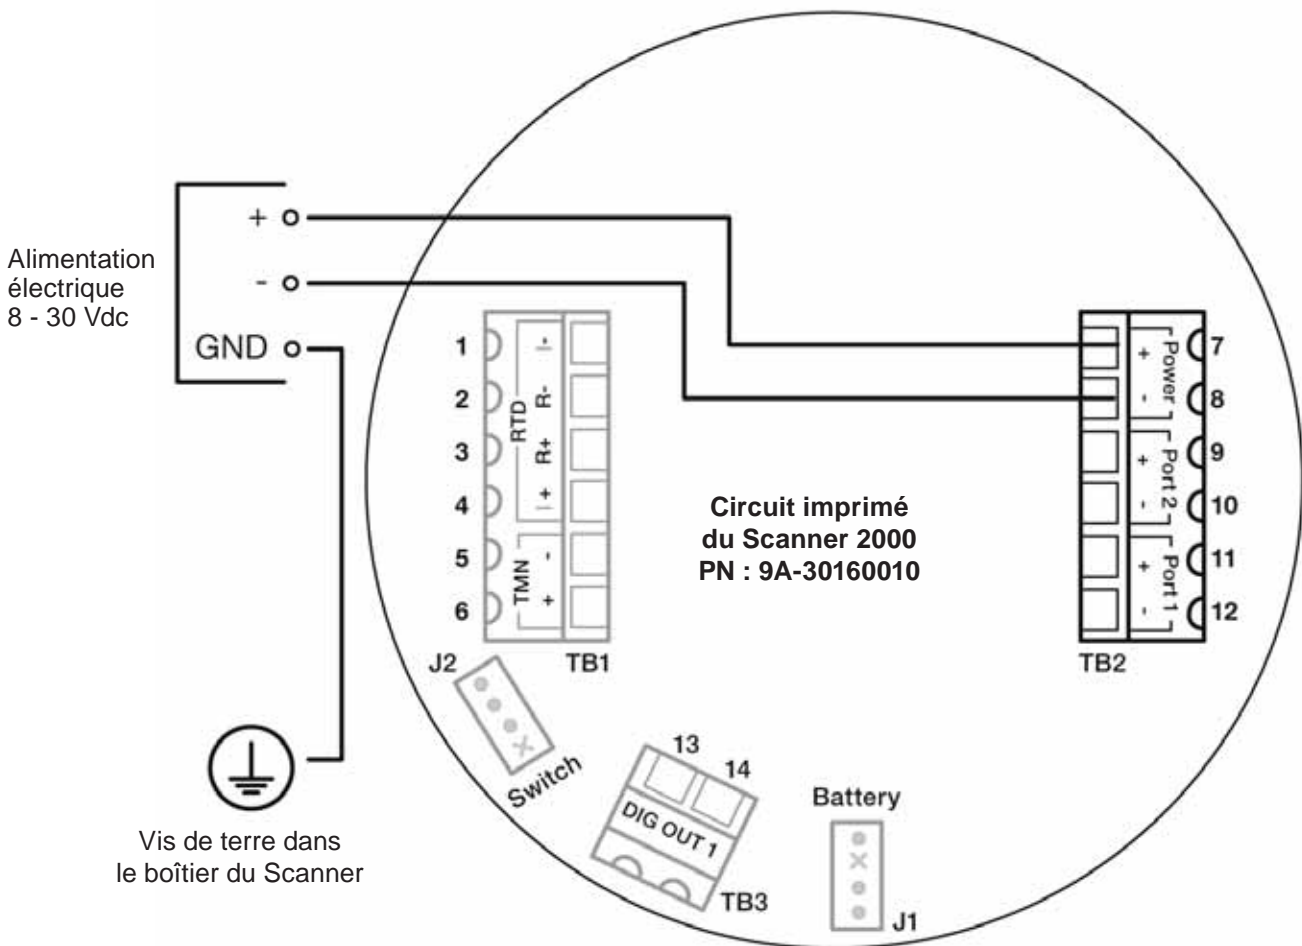 Alimentation
électrique
8 - 30 Vdc
+
-
GND
Vis de terre dans
le boîtier du Scanner
1
2
3
4
5
6
RTD
I-
R-
R+
I+
TMN
-
+
TB1
Circuit imprimé
du Scanner 2000
PN : 9A-30160010
Power
+
-
Port 2
+
-
Port 1
+
-
7
8
9
10
11
12
TB2
J2
Switch
13
14
DIG OUT 1
TB3
Battery
J1